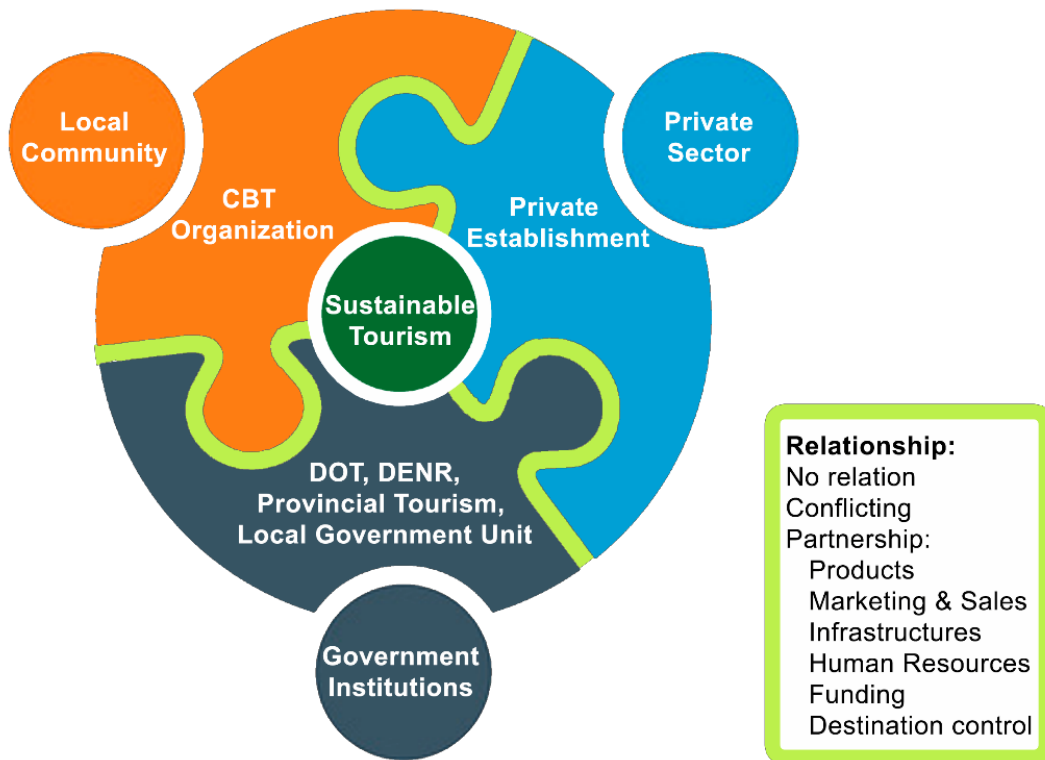 Local
Community
Private
Sector
CBT
Organization
Private
Establishment
Sustainable
Tourism
DOT, DENR,
Provincial Tourism,
Local Government Unit
Government
Institutions
Relationship:
No relation
Conflicting
Partnership:
Products
Marketing & Sales
Infrastructures
Human Resources
Funding
Destination control